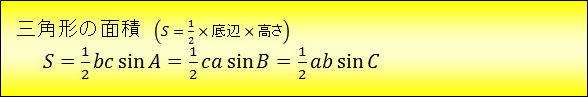 三角形の面積 (S = 1/2 × 底辺 × 高さ)
S = 1/2 bc sin A = 1/2 ca sin B = 1/2 ab sin C